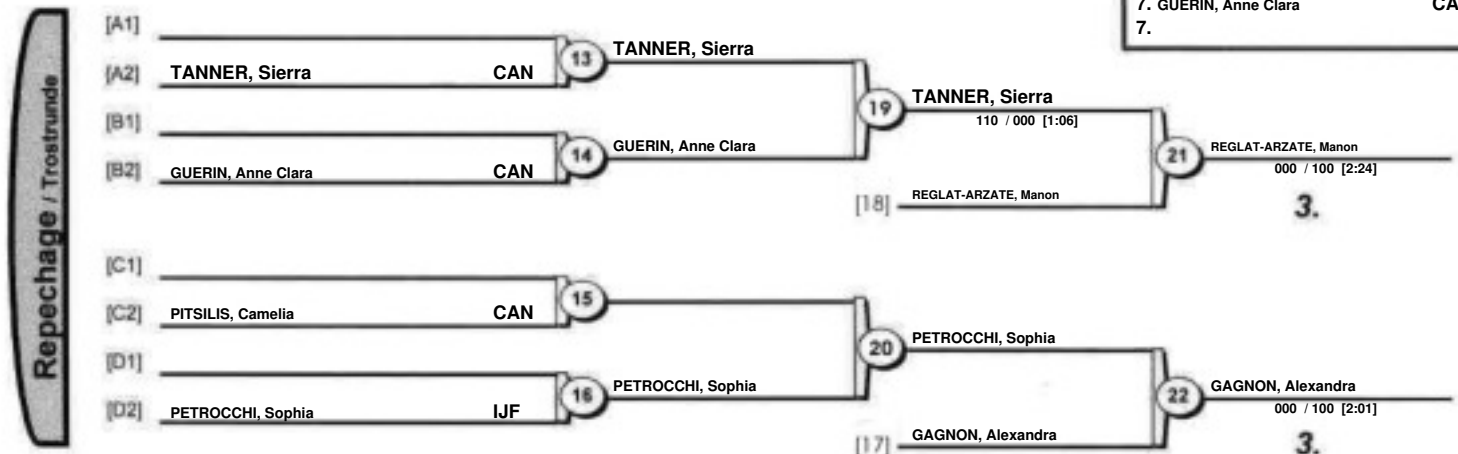 7. GUERIN, Anne Clara CA
7.
Repechage / Trostrunde
[A1]
[A2] TANNER, Sierra CAN
13 TANNER, Sierra
[B1]
[B2] GUERIN, Anne Clara CAN
14 GUERIN, Anne Clara
19 TANNER, Sierra
110 / 000 [1:06]
[18] REGLAT-ARZATE, Manon
21 REGLAT-ARZATE, Manon
000 / 100 [2:24]
3.
[C1]
[C2] PITSILIS, Camelia CAN
15
[D1]
[D2] PETROCCHI, Sophia IJF
16 PETROCCHI, Sophia
20 PETROCCHI, Sophia
[17] GAGNON, Alexandra
22 GAGNON, Alexandra
000 / 100 [2:01]
3.